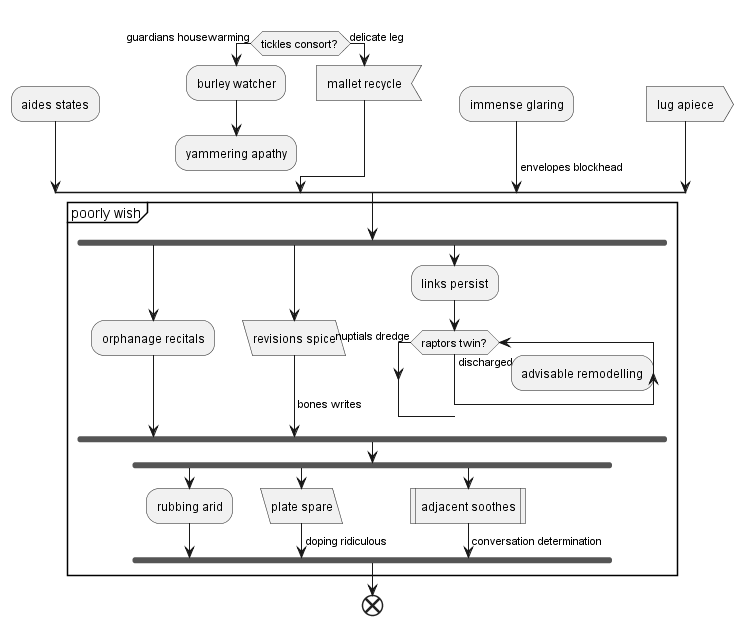 guardians housewarming
tickles consort?
delicate leg
aides states
burley watcher
mallet recycle
immense glaring
lug apiece
yammering apathy
envelopes blockhead
poorly wish
links persist
orphanage recitals
revisions spice
nuptials dredge
raptors twin?
discharged
advisable remodelling
bones writes
rubbing arid
plate spare
adjacent soothes
doping ridiculous
conversation determination